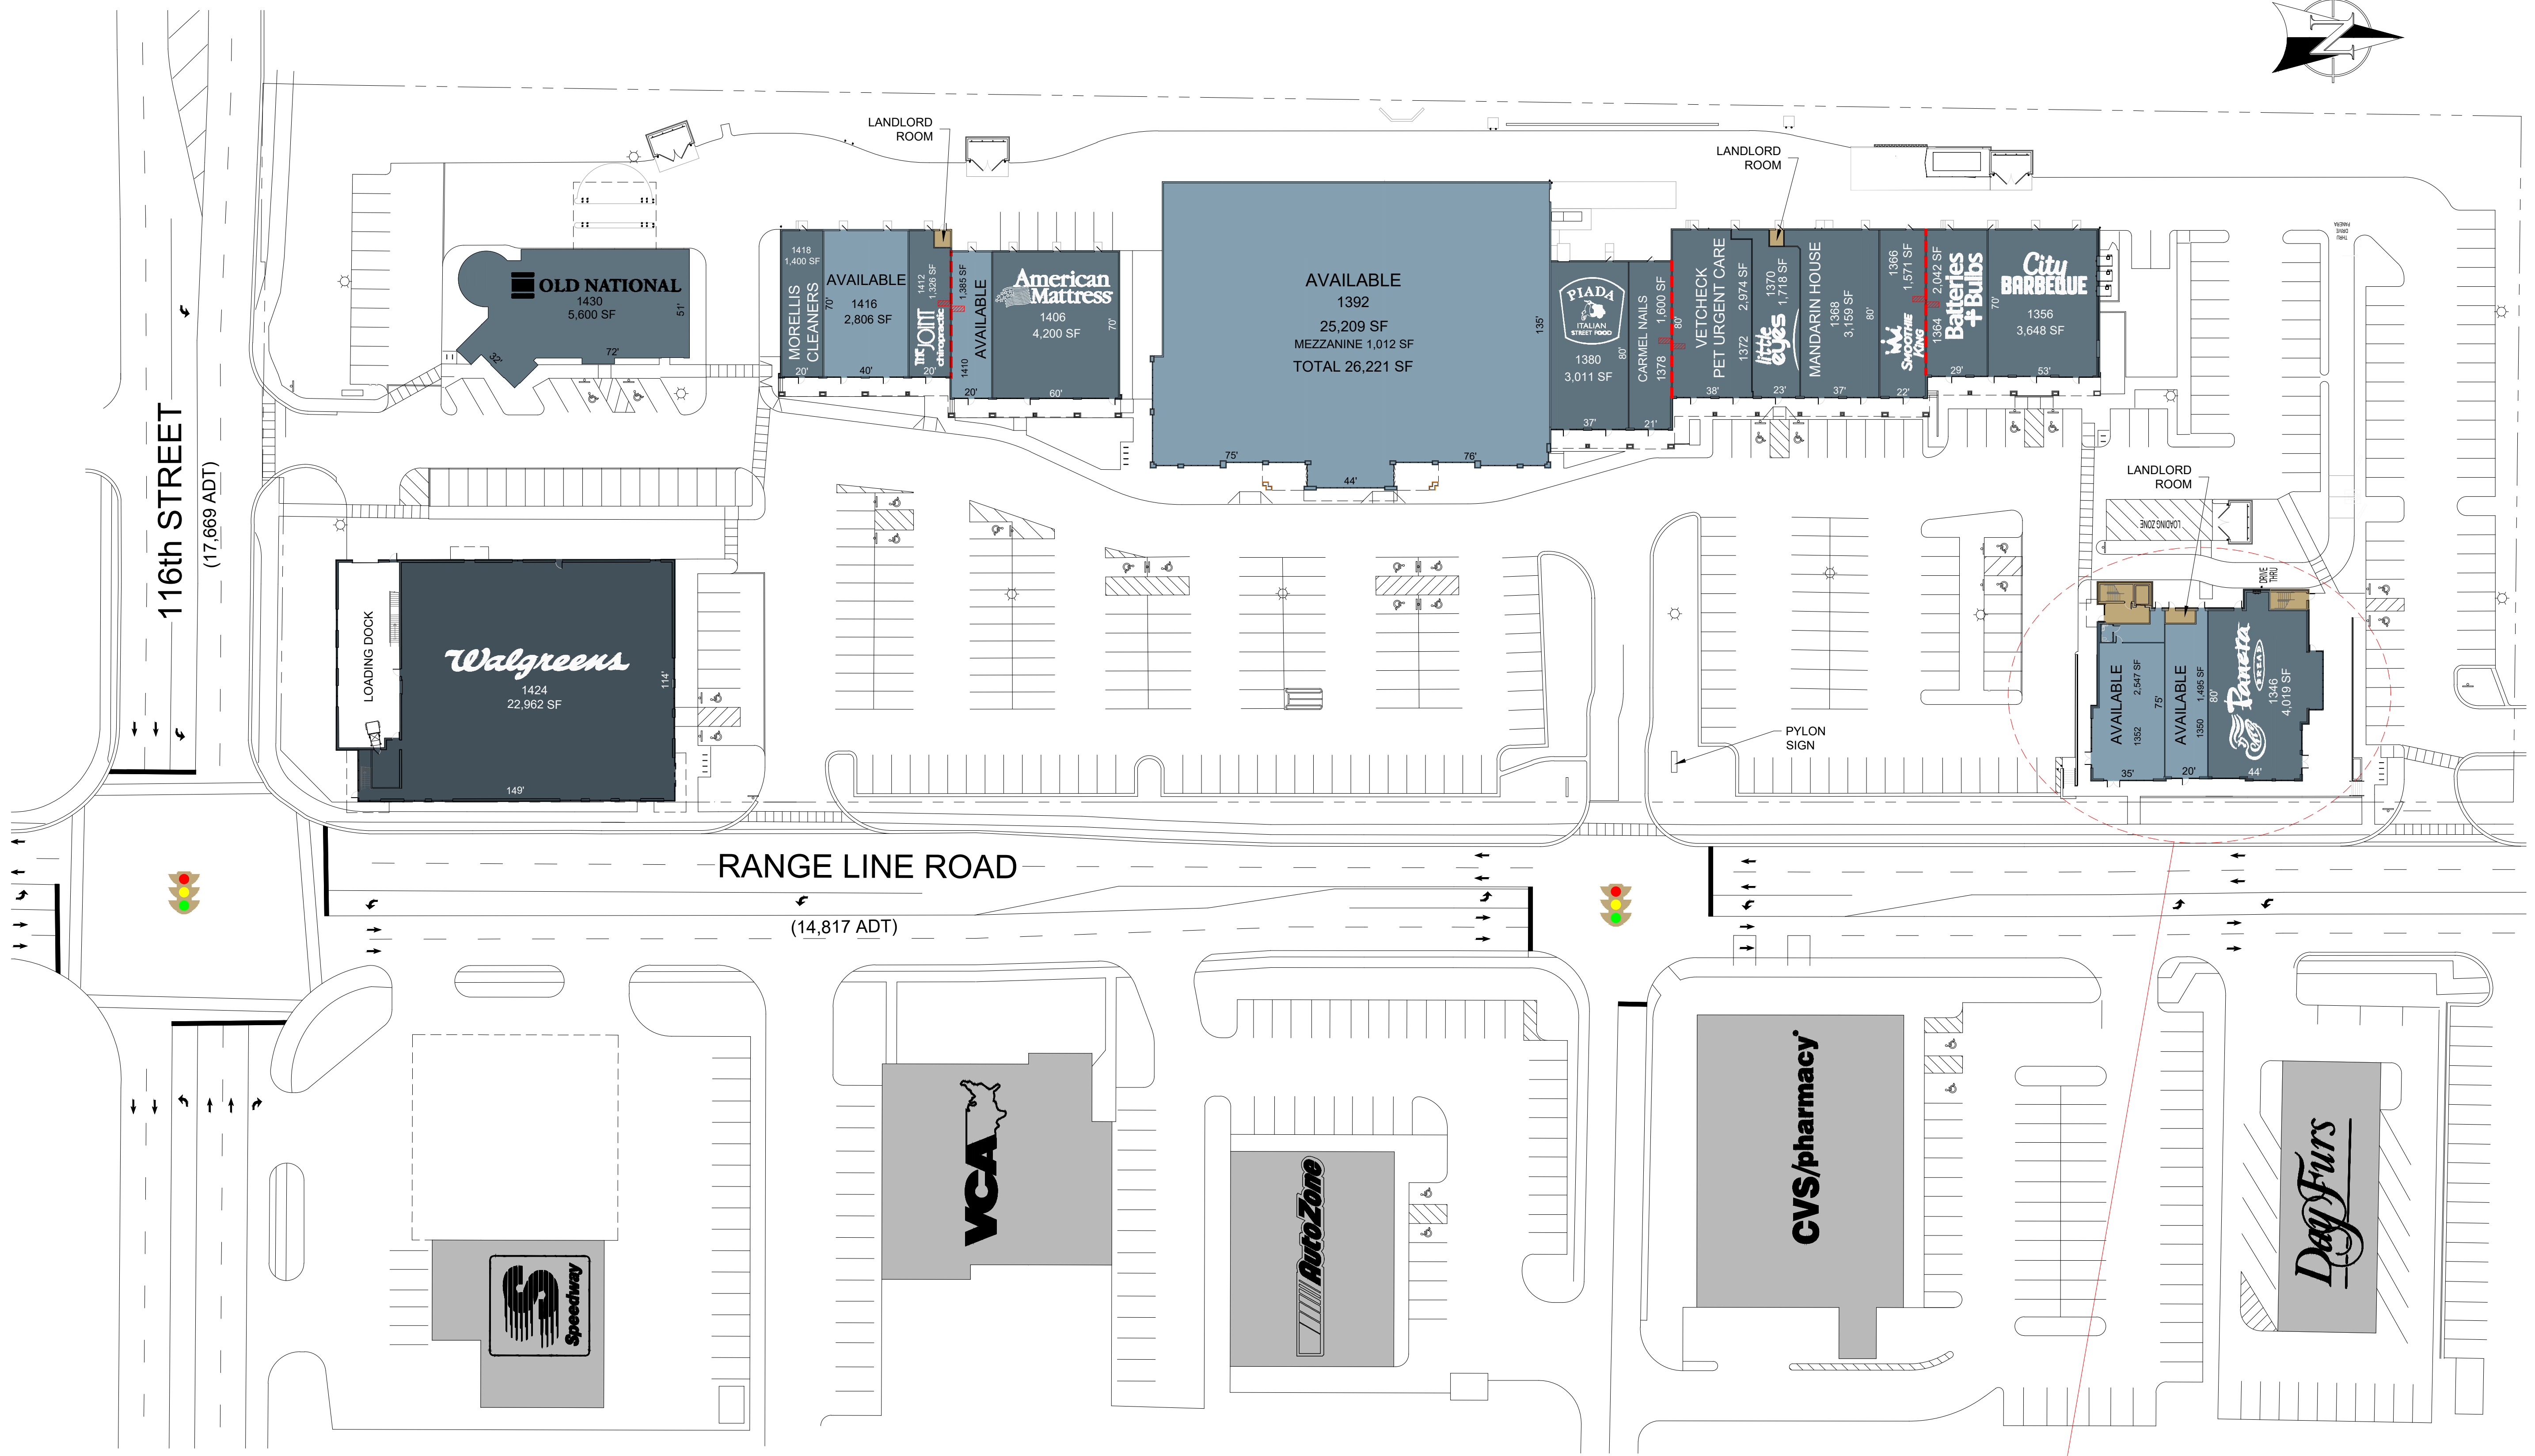 N
LANDLORD
ROOM
LANDLORD
ROOM
THRU
DRIVE
PANERA
OLD NATIONAL
1430
5,600 SF
51'
32'
72'
1418
1,400 SF
MORELLIS
CLEANERS
20'
70'
AVAILABLE
1416
2,806 SF
40'
1412
1,326 SF
THE JOINT
chiropractic
20'
1,385 SF
AVAILABLE
1410
20'
American
Mattress
1406
4,200 SF
70'
60'
AVAILABLE
1392
25,209 SF
MEZZANINE 1,012 SF
TOTAL 26,221 SF
135'
75'
76'
44'
PIADA
ITALIAN
STREET FOOD
1380
3,011 SF
80'
37'
CARMEL NAILS
1378
1,600 SF
21'
80'
VETCHECK
PET URGENT CARE
1372
2,974 SF
38'
1370
1,718 SF
little
eyes
23'
MANDARIN HOUSE
1368
3,159 SF
80'
37'
1366
1,571 SF
SMOOTHIE
KING
22'
1364
2,042 SF
Batteries
+ Bulbs
70'
29'
City
BARBEQUE
1356
3,648 SF
53'
116th STREET
(17,669 ADT)
LOADING DOCK
Walgreens
1424
22,962 SF
114'
149'
LANDLORD
ROOM
LOADING ZONE
DRIVE
THRU
AVAILABLE
1352
2,547 SF
75'
35'
AVAILABLE
1350
1,495 SF
80'
20'
Panera
BREAD
1346
4,019 SF
44'
PYLON
SIGN
RANGE LINE ROAD
(14,817 ADT)
S
Speedway
VCA
AutoZone
CVS/pharmacy
Day Furs